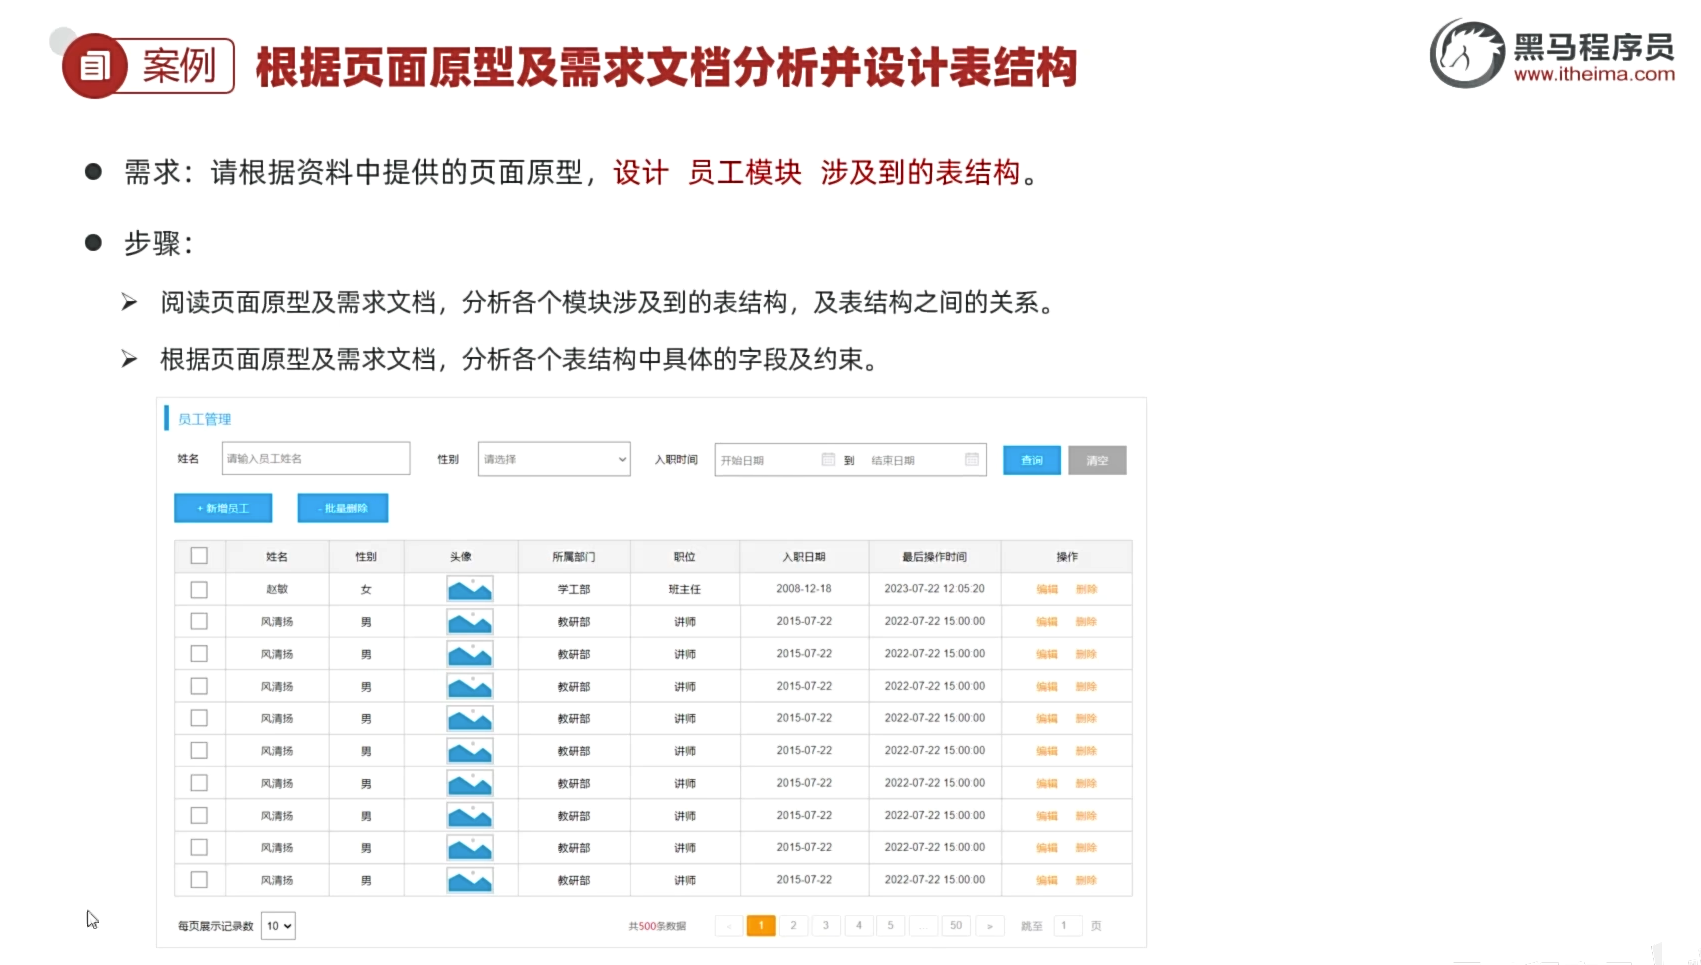 案例 根据页面原型及需求文档分析并设计表结构
黑马程序员
www.itheima.com
需求：请根据资料中提供的页面原型，设计 员工模块 涉及到的表结构。
步骤：
阅读页面原型及需求文档，分析各个模块涉及到的表结构，及表结构之间的关系。
根据页面原型及需求文档，分析各个表结构中具体的字段及约束。
员工管理
姓名 请输入员工姓名 性别 请选择 入职时间 开始日期 到 结束日期 查询 清空
+ 新增员工 - 批量删除
姓名 性别 头像 所属部门 职位 入职日期 最后操作时间 操作
赵敏 女 学工部 班主任 2008-12-18 2023-07-22 12:05:20 编辑 删除
风清扬 男 教研部 讲师 2015-07-22 2022-07-22 15:00:00 编辑 删除
风清扬 男 教研部 讲师 2015-07-22 2022-07-22 15:00:00 编辑 删除
风清扬 男 教研部 讲师 2015-07-22 2022-07-22 15:00:00 编辑 删除
风清扬 男 教研部 讲师 2015-07-22 2022-07-22 15:00:00 编辑 删除
风清扬 男 教研部 讲师 2015-07-22 2022-07-22 15:00:00 编辑 删除
风清扬 男 教研部 讲师 2015-07-22 2022-07-22 15:00:00 编辑 删除
风清扬 男 教研部 讲师 2015-07-22 2022-07-22 15:00:00 编辑 删除
风清扬 男 教研部 讲师 2015-07-22 2022-07-22 15:00:00 编辑 删除
风清扬 男 教研部 讲师 2015-07-22 2022-07-22 15:00:00 编辑 删除
每页展示记录数 10 共500条数据 < 1 2 3 4 5 ... 50 > 跳至 1 页